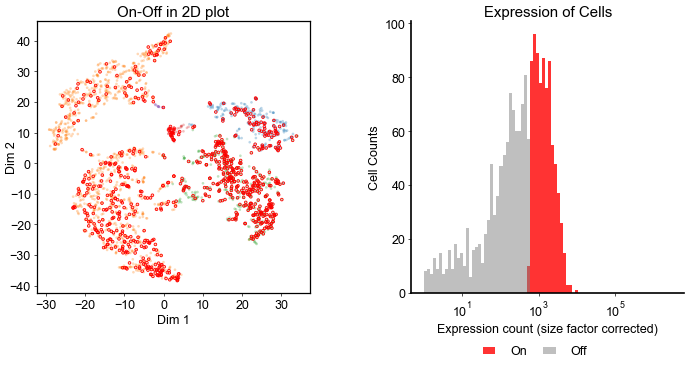 On-Off in 2D plot
Dim 2
40
30
20
10
0
−10
−20
−30
−40
−30 −20 −10 0 10 20 30
Dim 1
Expression of Cells
Cell Counts
100
80
60
40
20
0
10^1 10^3 10^5
Expression count (size factor corrected)
On Off